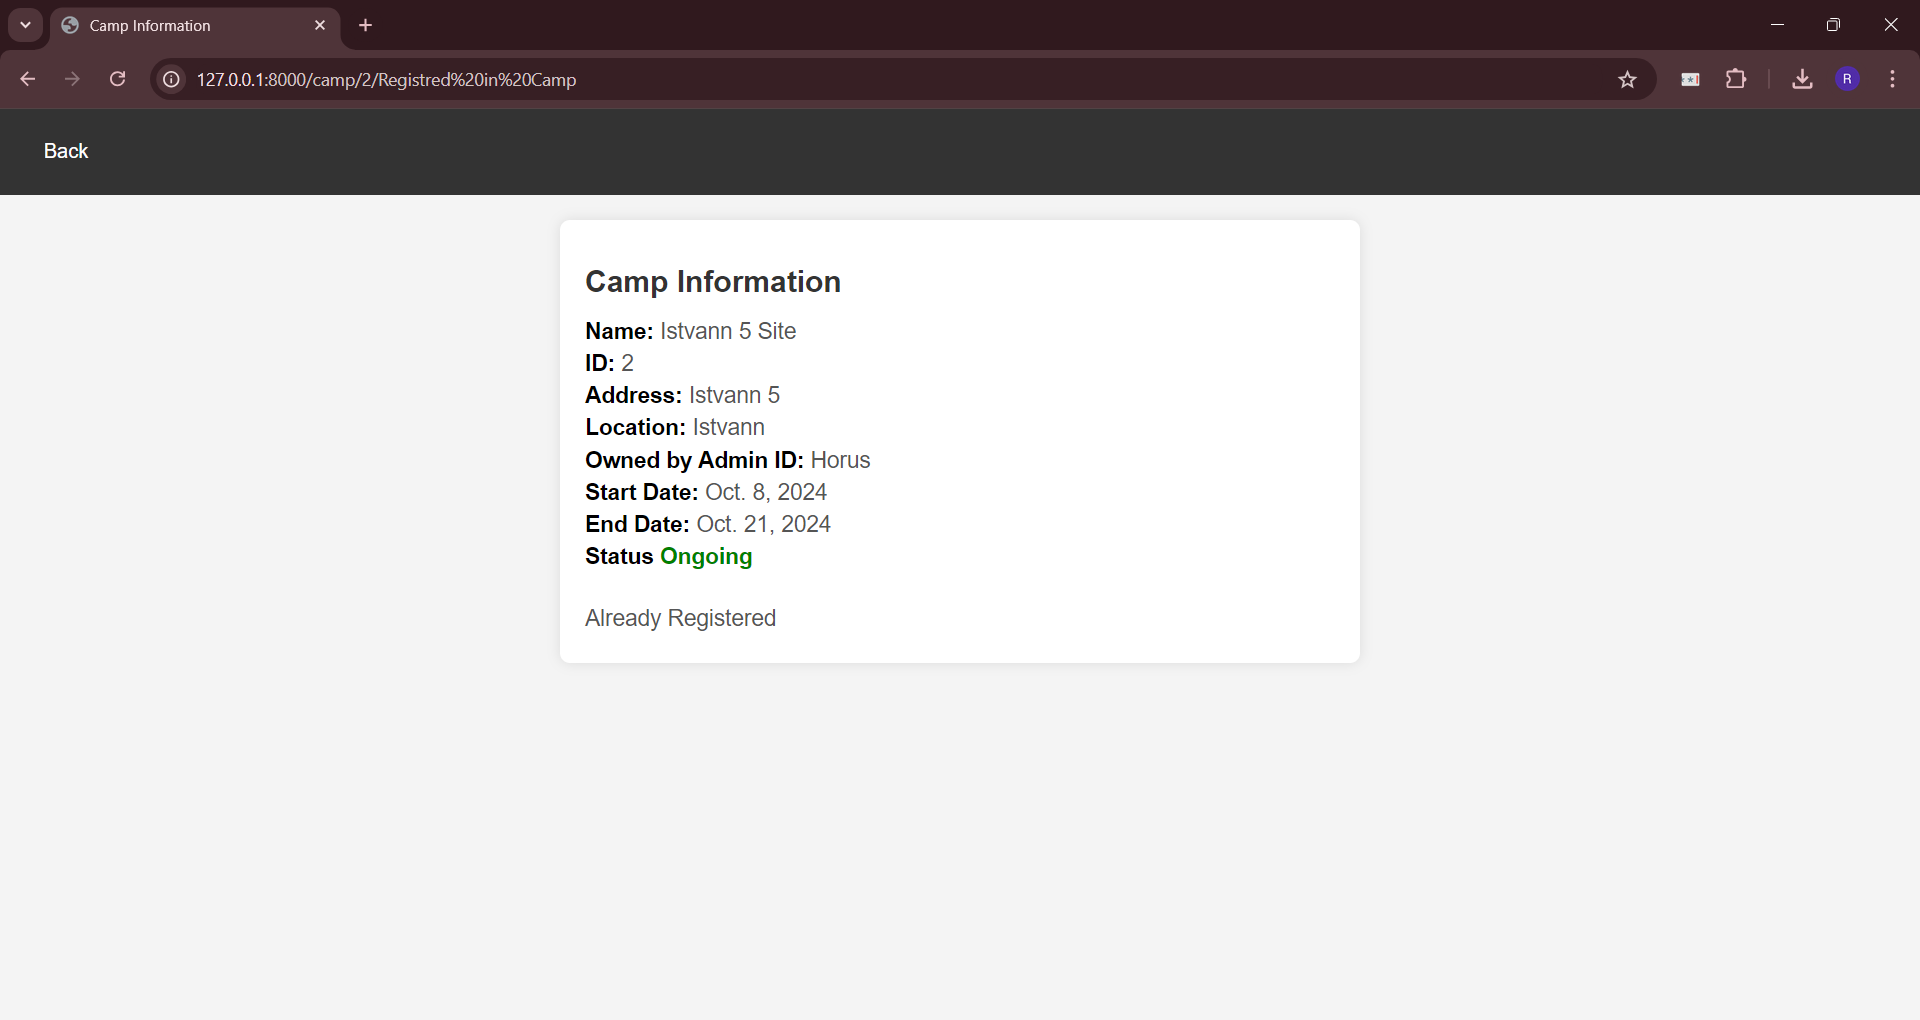 Camp Information
127.0.0.1:8000/camp/2/Registred%20in%20Camp
R
Back
Camp Information
Name: Istvann 5 Site
ID: 2
Address: Istvann 5
Location: Istvann
Owned by Admin ID: Horus
Start Date: Oct. 8, 2024
End Date: Oct. 21, 2024
Status Ongoing
Already Registered